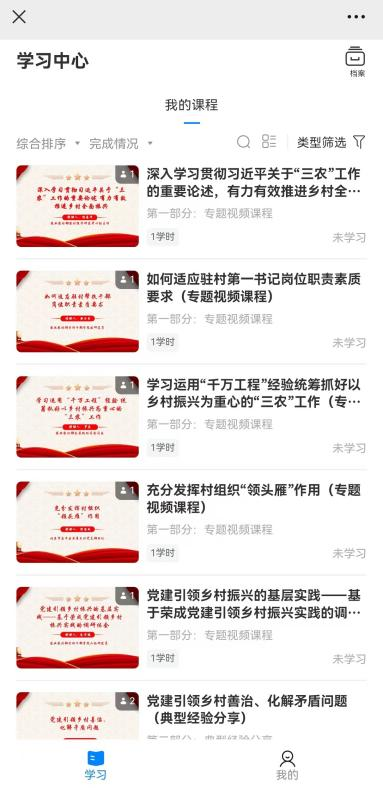 学习中心
档案
我的课程
综合排序
完成情况
类型筛选
1
深入学习贯彻习近平关于“三农”工作
的重要论述，有力有效推进乡村全…
第一部分：专题视频课程
1学时
未学习
深入学习贯彻习近平关于“三
农”工作的重要论述 有力有效
推进乡村全面振兴
1
如何适应驻村第一书记岗位职责素质
要求（专题视频课程）
第一部分：专题视频课程
1学时
未学习
如何适应驻村帮扶干部
岗位职责素质要求
1
学习运用“千万工程”经验统筹抓好以
乡村振兴为重心的“三农”工作（专…
第一部分：专题视频课程
1学时
未学习
学习运用“千万工程”经验 统
筹抓好以乡村振兴为重心的
“三农”工作
1
充分发挥村组织“领头雁”作用（专题
视频课程）
第一部分：专题视频课程
1学时
未学习
充分发挥村组织
“领头雁”作用
1
党建引领乡村振兴的基层实践——基
于荣成党建引领乡村振兴实践的调…
第一部分：专题视频课程
1学时
未学习
党建引领乡村振兴的基层实
践——基于荣成党建引领乡村
振兴实践的调研体会
2
党建引领乡村善治、化解矛盾问题
（典型经验分享）
第二部分：典型经验分享
党建引领乡村善治、
化解矛盾问题
学习
我的